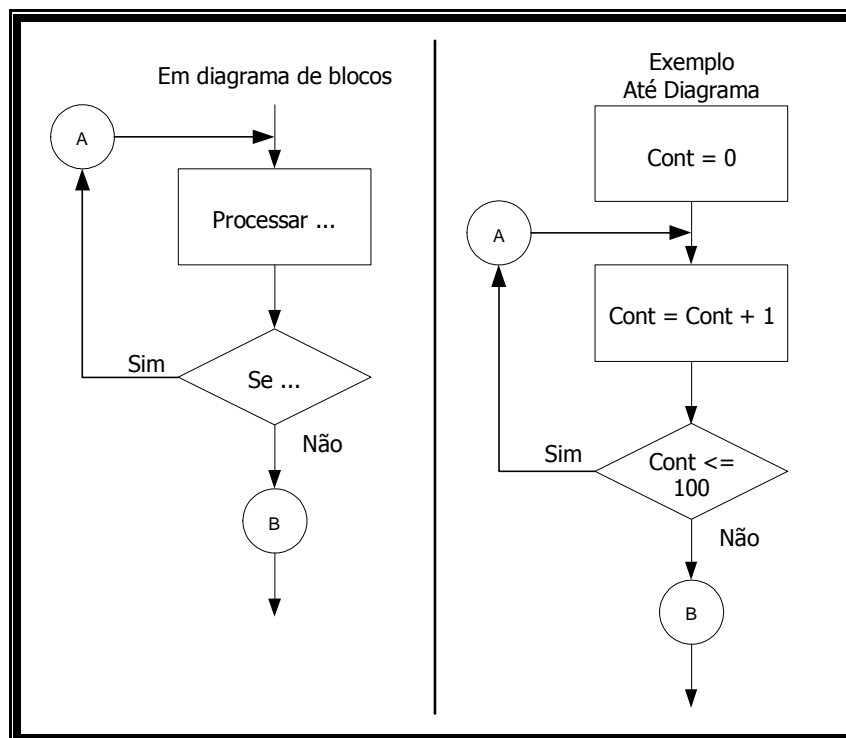 Em diagrama de blocos
A
Processar ...
Sim
Se ...
Não
B
Exemplo
Até Diagrama
Cont = 0
A
Cont = Cont + 1
Sim
Cont <=
100
Não
B